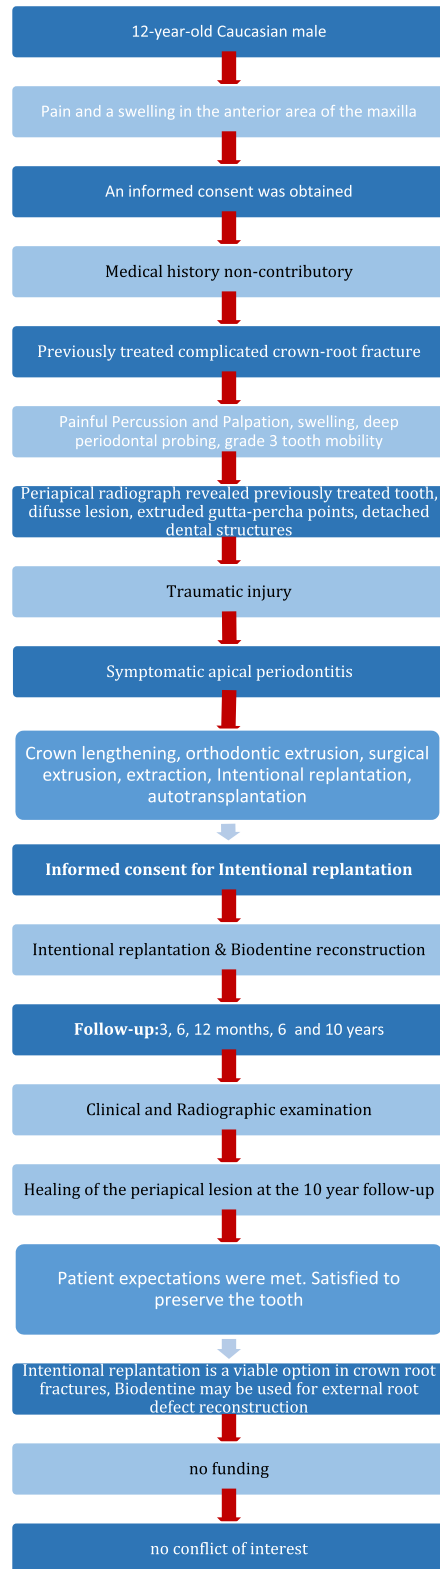 12-year-old Caucasian male
Pain and a swelling in the anterior area of the maxilla
An informed consent was obtained
Medical history non-contributory
Previously treated complicated crown-root fracture
Painful Percussion and Palpation, swelling, deep
periodontal probing, grade 3 tooth mobility
Periapical radiograph revealed previously treated tooth,
difusse lesion, extruded gutta-percha points, detached
dental structures
Traumatic injury
Symptomatic apical periodontitis
Crown lengthening, orthodontic extrusion, surgical
extrusion, extraction, Intentional replantation,
autotransplantation
Informed consent for Intentional replantation
Intentional replantation & Biodentine reconstruction
Follow-up:3, 6, 12 months, 6 and 10 years
Clinical and Radiographic examination
Healing of the periapical lesion at the 10 year follow-up
Patient expectations were met. Satisfied to
preserve the tooth
Intentional replantation is a viable option in crown root
fractures, Biodentine may be used for external root
defect reconstruction
no funding
no conflict of interest